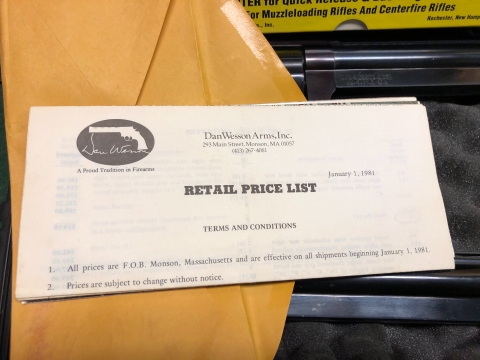 TER for Quick Release &
For Muzzleloading Rifles And Centerfire Rifles
., Inc.
Rochester, New Hamp
Dan Wesson
A Proud Tradition in Firearms
Dan Wesson Arms, Inc.
293 Main Street, Monson, MA 01057
(413) 267-4081
January 1, 1981
RETAIL PRICE LIST
TERMS AND CONDITIONS
1. All prices are F.O.B. Monson, Massachusetts and are effective on all shipments beginning January 1, 1981.
2. Prices are subject to change without notice.